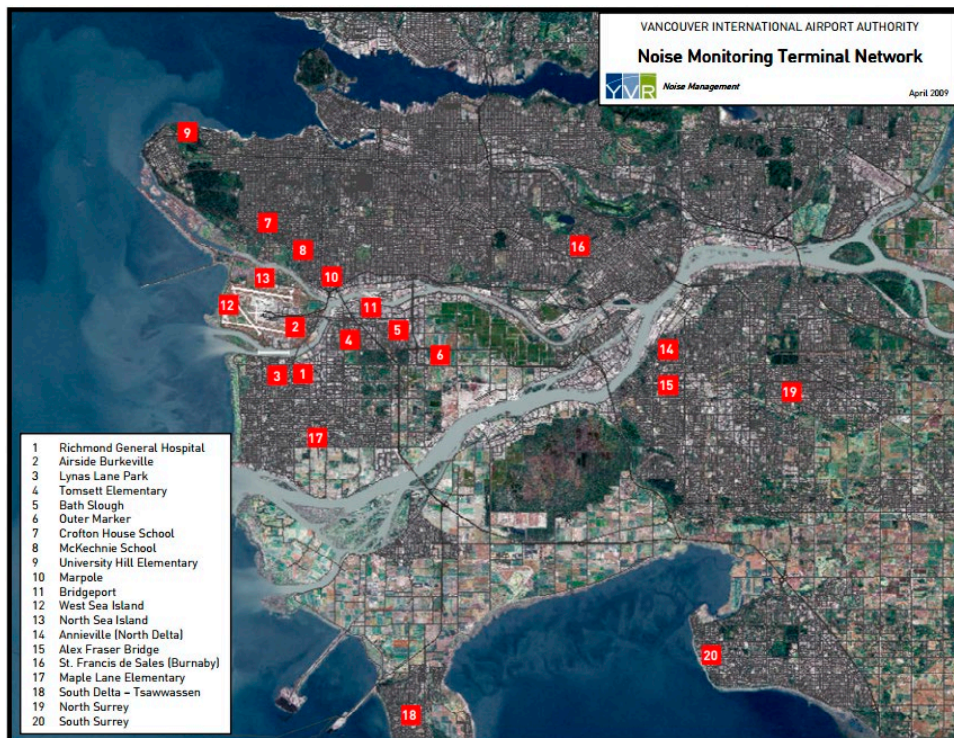 VANCOUVER INTERNATIONAL AIRPORT AUTHORITY
Noise Monitoring Terminal Network
YVR Noise Management
April 2009
9
7
8
16
13
10
12
11
2
5
4
14
6
3
1
15
19
17
20
18
1 Richmond General Hospital
2 Airside Burkeville
3 Lynas Lane Park
4 Tomsett Elementary
5 Bath Slough
6 Outer Marker
7 Crofton House School
8 McKechnie School
9 University Hill Elementary
10 Marpole
11 Bridgeport
12 West Sea Island
13 North Sea Island
14 Annieville (North Delta)
15 Alex Fraser Bridge
16 St. Francis de Sales (Burnaby)
17 Maple Lane Elementary
18 South Delta – Tsawwassen
19 North Surrey
20 South Surrey